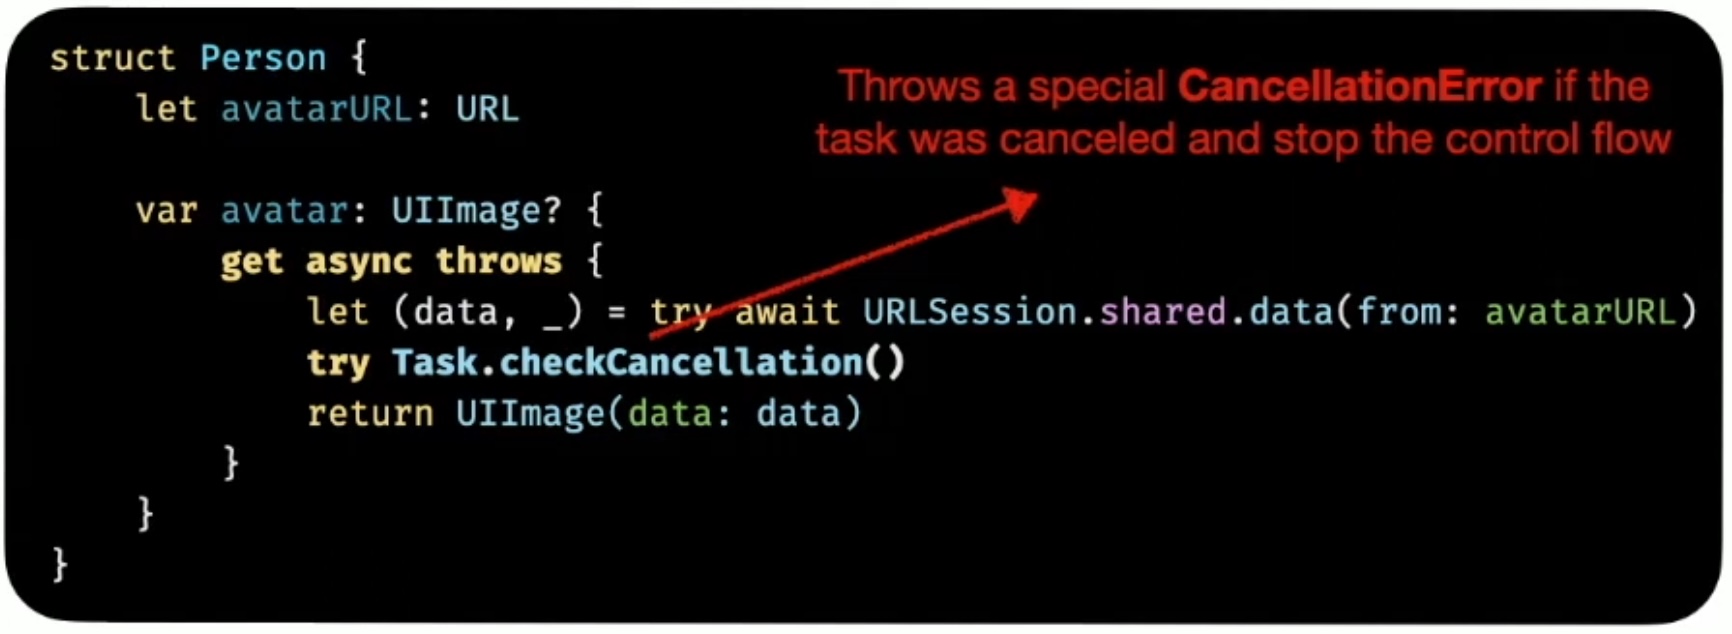 struct Person {
let avatarURL: URL
Throws a special CancellationError if the
task was canceled and stop the control flow
var avatar: UIImage? {
get async throws {
let (data, _) = try await URLSession.shared.data(from: avatarURL)
try Task.checkCancellation()
return UIImage(data: data)
}
}
}